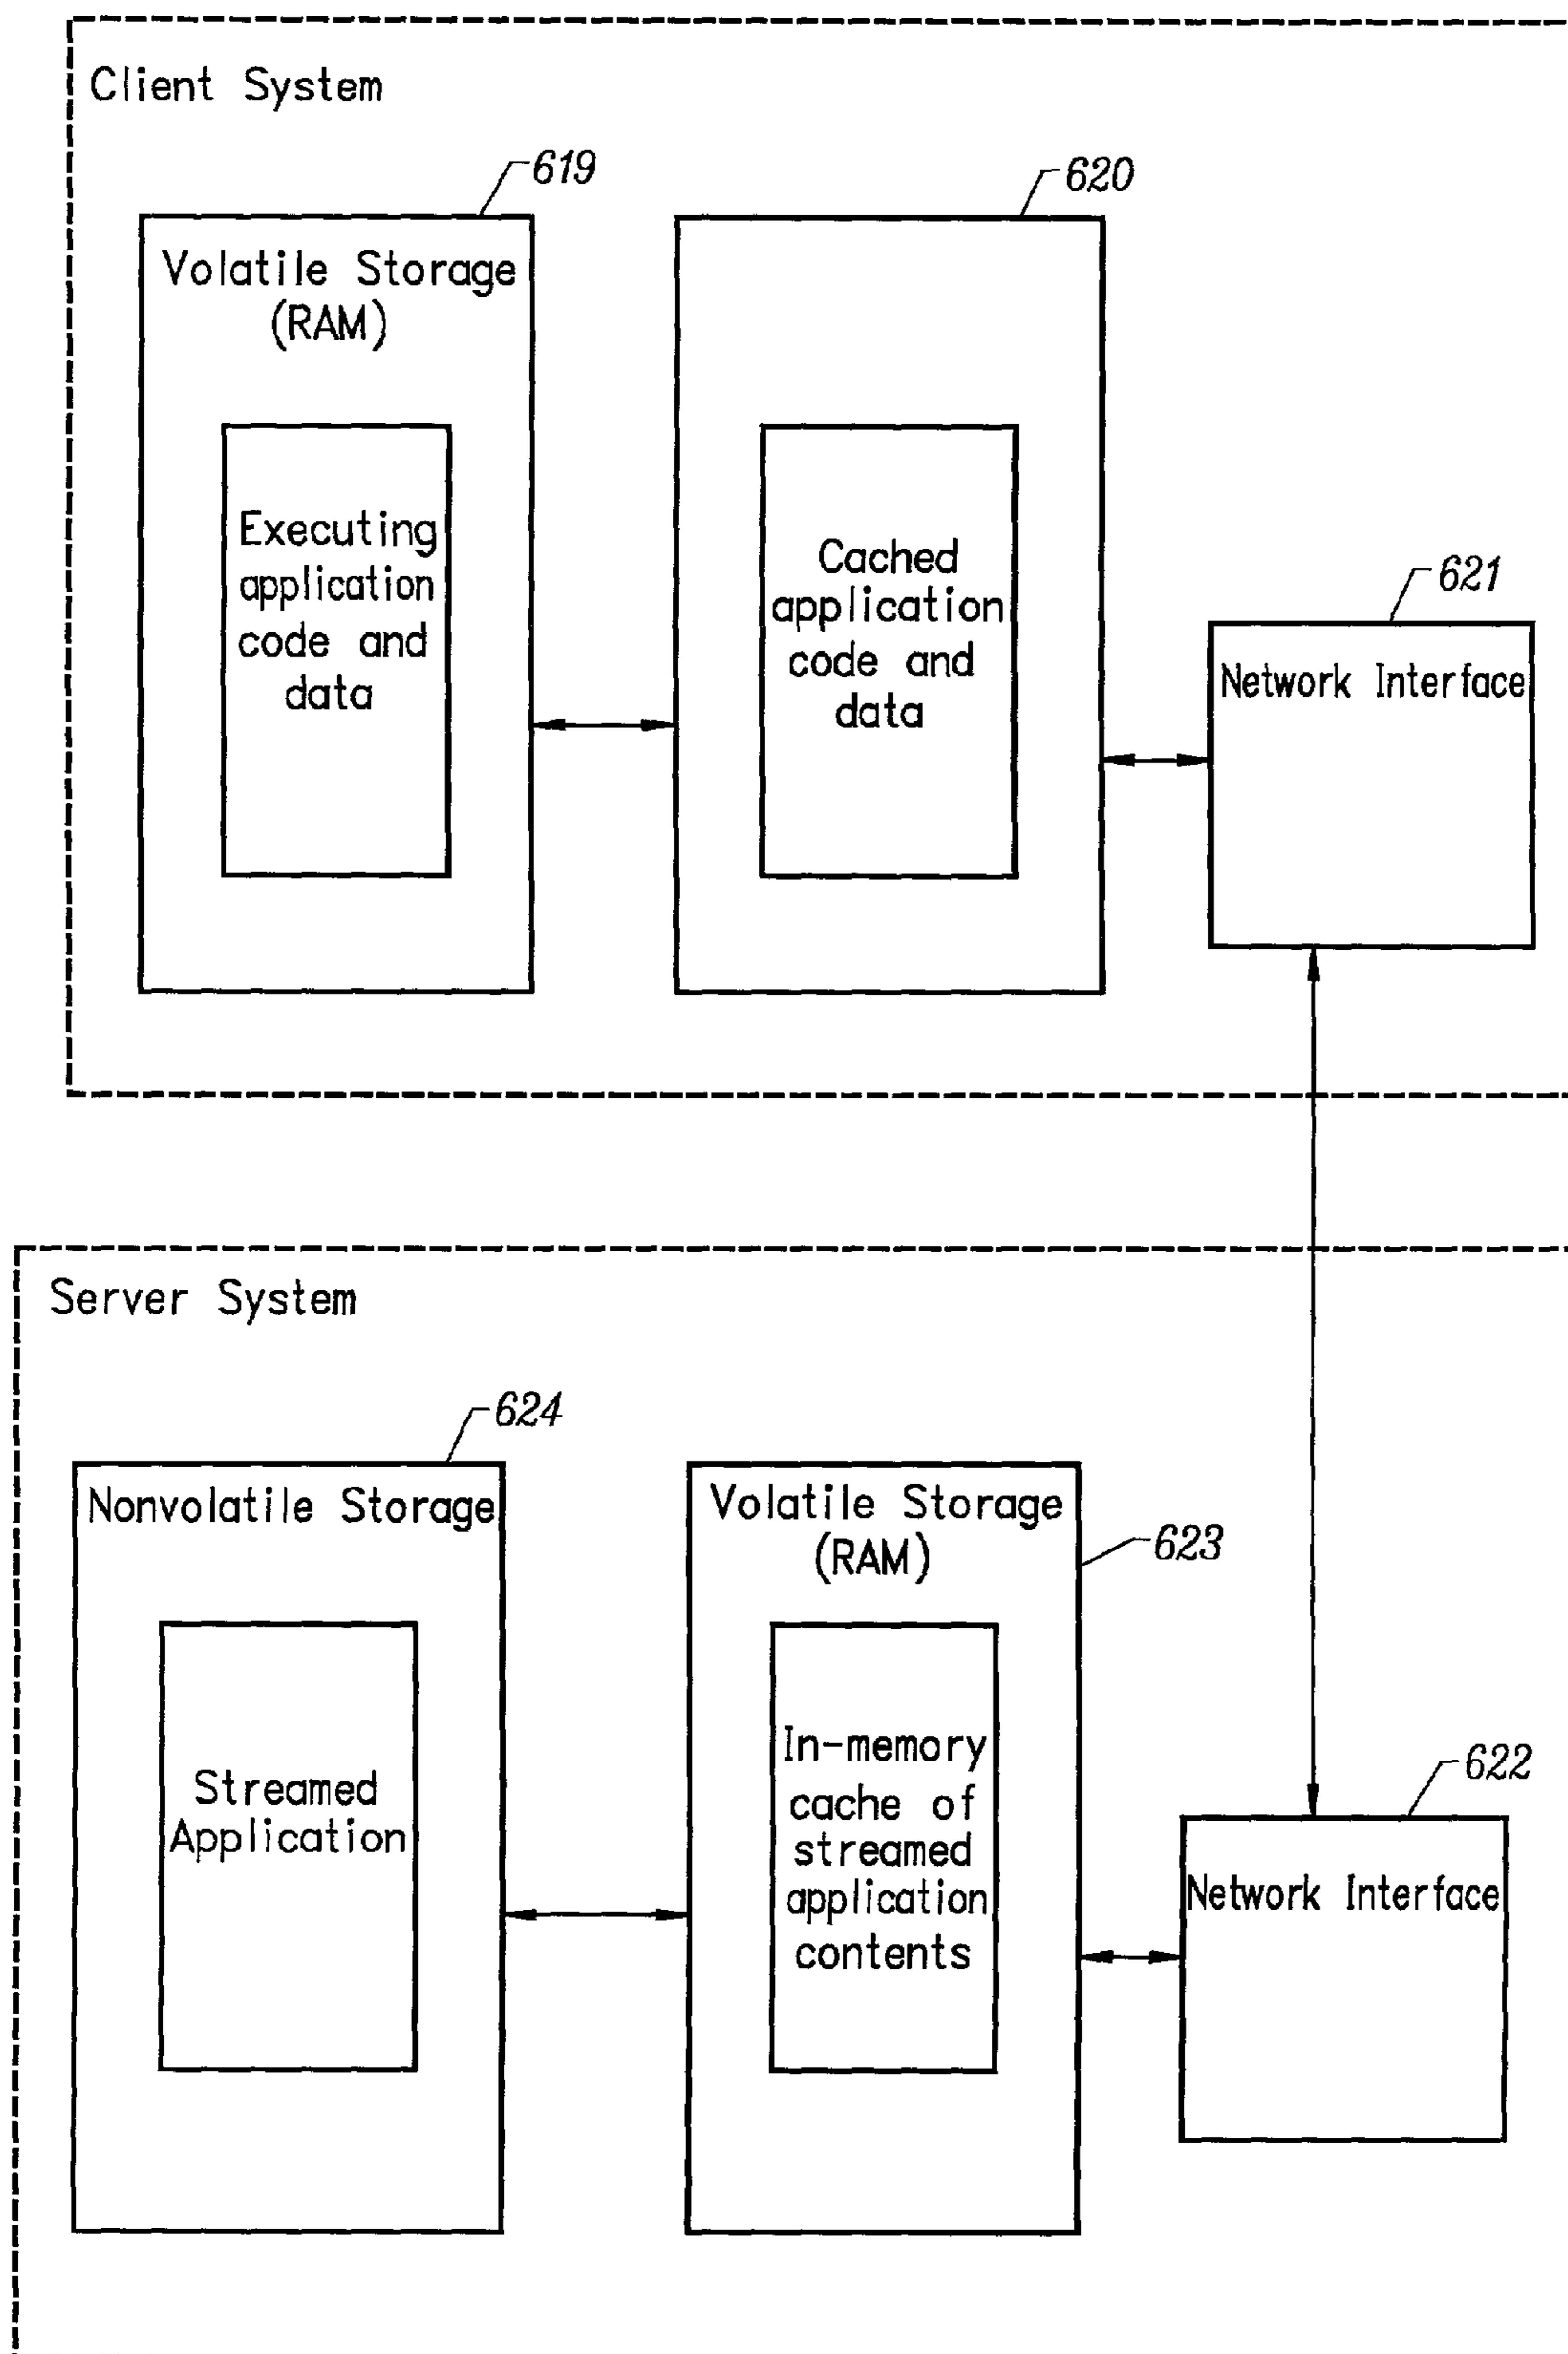 Client System
619
620
Volatile Storage
(RAM)
Executing
application
code and
data
Cached
application
code and
data
621
Network Interface
Server System
624
Nonvolatile Storage
Volatile Storage
(RAM)
623
Streamed
Application
In-memory
cache of
streamed
application
contents
622
Network Interface